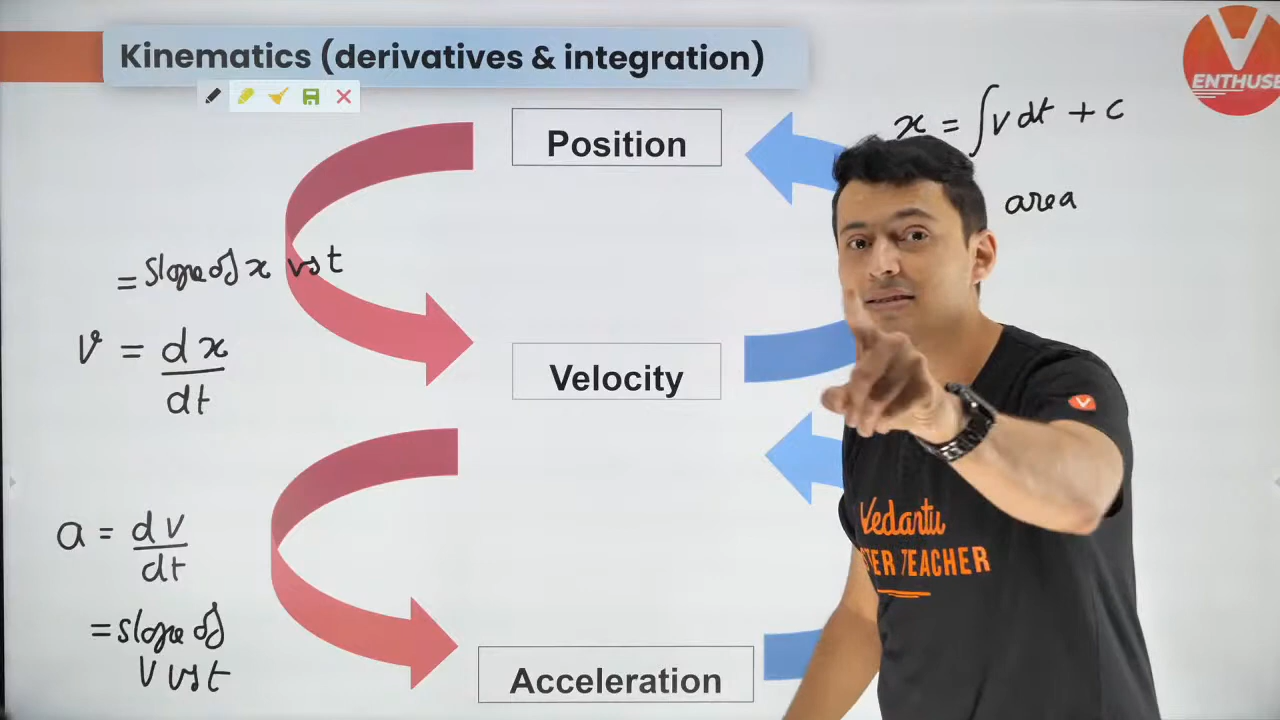 Kinematics (derivatives & integration)
V
ENTHUSE
Position
x = ∫v dt + c
area
= slope of x vs t
v = dx/dt
Velocity
a = dv/dt
= slope of
v vs t
Acceleration
V
Vedantu
TEACHER